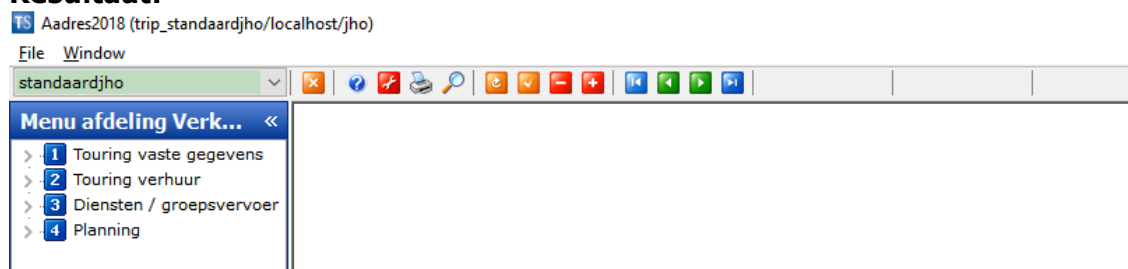 Resultaat:
TS Aadres2018 (trip_standaardjho/localhost/jho)
File Window
standaardjho
Menu afdeling Verk... «
1 Touring vaste gegevens
2 Touring verhuur
3 Diensten / groepsvervoer
4 Planning